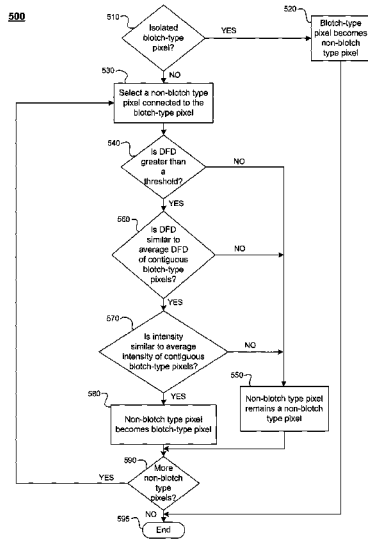 500
510
Isolated
blotch-type
pixel?
YES
520
Blotch-type
pixel becomes
non-blotch
type pixel
NO
530
Select a non-blotch type
pixel connected to the
blotch-type pixel
540
Is DFD
greater than
a
threshold?
NO
YES
560
Is DFD
similar to
average DFD
of contiguous
blotch-type
pixels?
NO
YES
570
Is intensity
similar to average
intensity of contiguous
blotch-type pixels?
NO
YES
580
Non-blotch type pixel
becomes blotch-type pixel
550
Non-blotch type pixel
remains a non-blotch
type pixel
590
More
non-blotch
type
pixels?
YES
NO
595
End